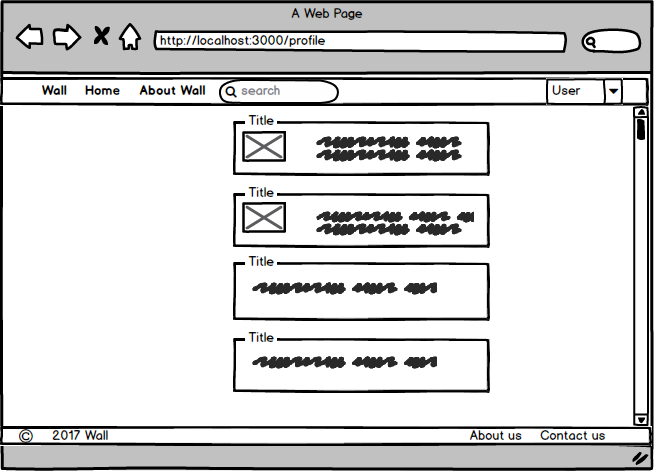 A Web Page
http://localhost:3000/profile
Wall Home About Wall search User
Title
Title
Title
Title
© 2017 Wall About us Contact us